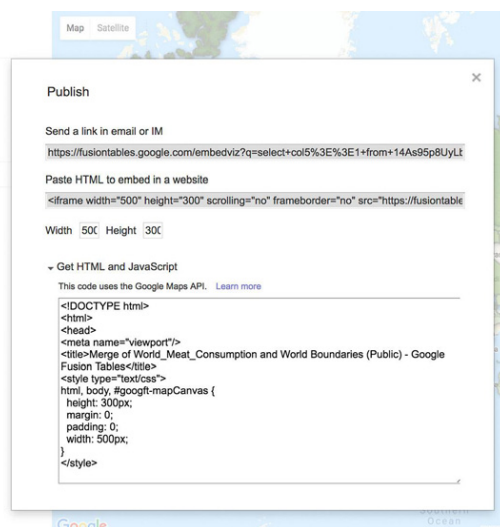 Map Satellite
×
Publish
Send a link in email or IM
https://fusiontables.google.com/embedviz?q=select+col5%3E%3E1+from+14As95p8UyLt
Paste HTML to embed in a website
<iframe width="500" height="300" scrolling="no" frameborder="no" src="https://fusiontable
Width 500 Height 300
Get HTML and JavaScript
This code uses the Google Maps API. Learn more
<!DOCTYPE html>
<html>
<head>
<meta name="viewport"/>
<title>Merge of World_Meat_Consumption and World Boundaries (Public) - Google
Fusion Tables</title>
<style type="text/css">
html, body, #googft-mapCanvas {
height: 300px;
margin: 0;
padding: 0;
width: 500px;
}
</style>
Southern
Ocean
Google